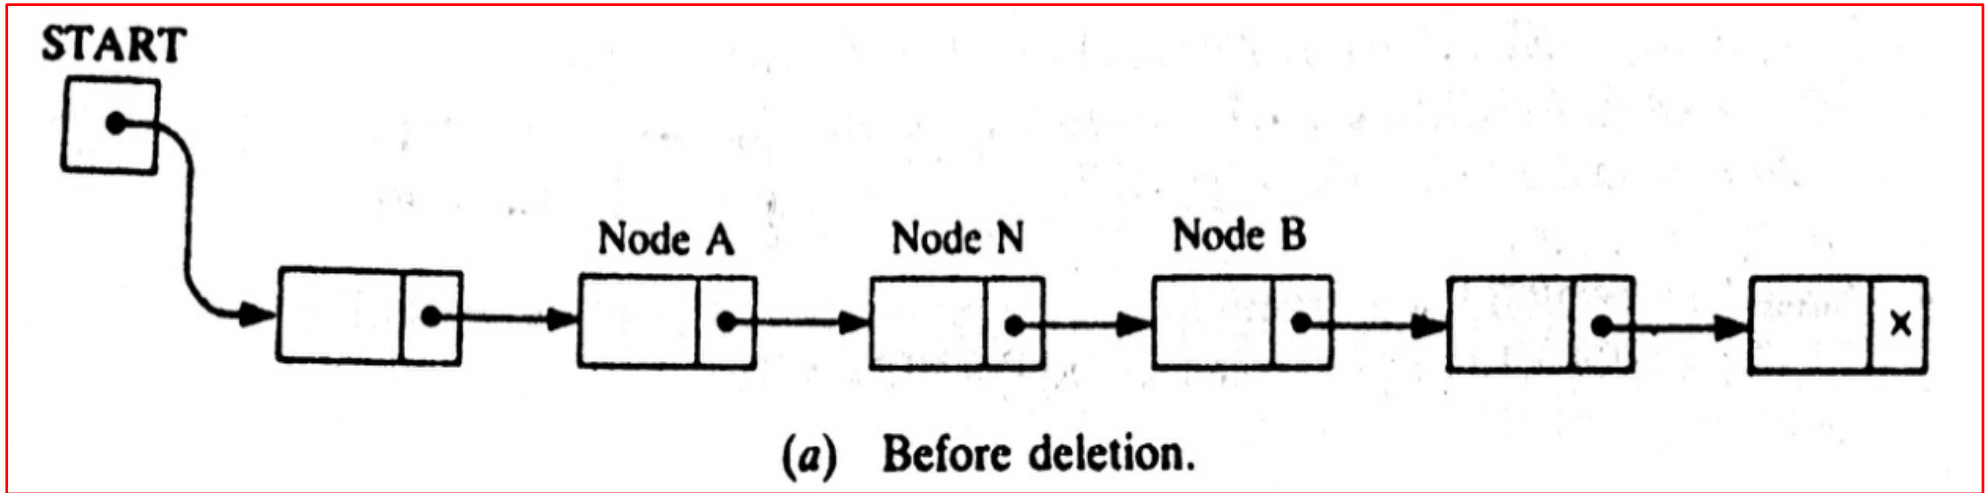 START
Node A Node N Node B
x
(a) Before deletion.